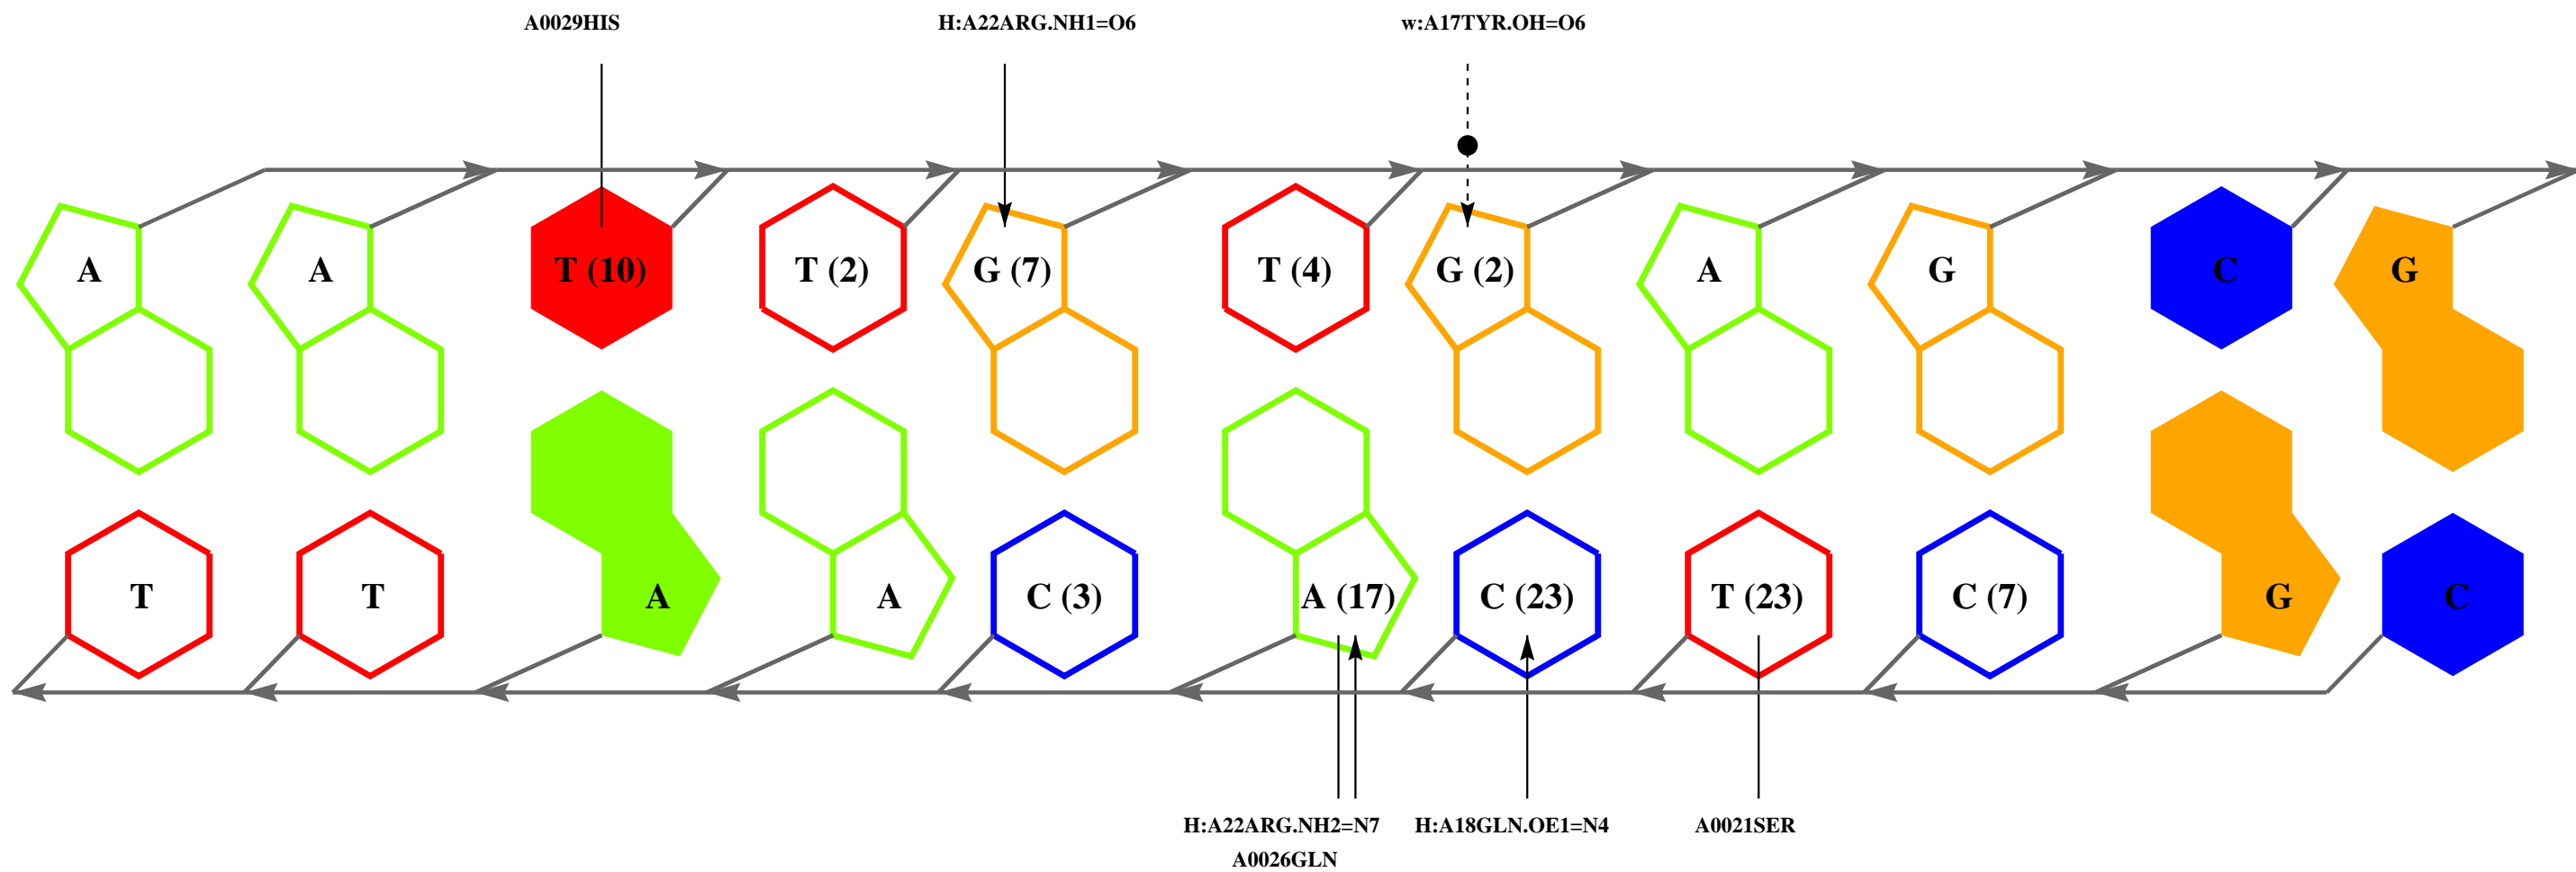 A0029HIS H:A22ARG.NH1=O6 w:A17TYR.OH=O6
A A T (10) T (2) G (7) T (4) G (2) A G C G
T T A A C (3) A (17) C (23) T (23) C (7) G C
H:A22ARG.NH2=N7 H:A18GLN.OE1=N4 A0021SER
A0026GLN